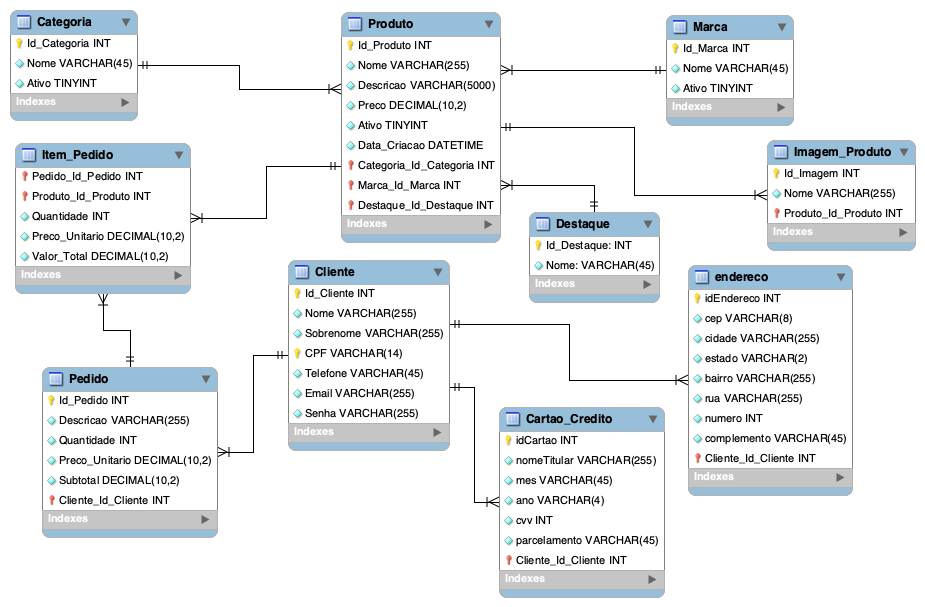 Categoria
Id_Categoria INT
Nome VARCHAR(45)
Ativo TINYINT
Indexes
Produto
Id_Produto INT
Nome VARCHAR(255)
Descricao VARCHAR(5000)
Preco DECIMAL(10,2)
Ativo TINYINT
Data_Criacao DATETIME
Categoria_Id_Categoria INT
Marca_Id_Marca INT
Destaque_Id_Destaque INT
Indexes
Marca
Id_Marca INT
Nome VARCHAR(45)
Ativo TINYINT
Indexes
Item_Pedido
Pedido_Id_Pedido INT
Produto_Id_Produto INT
Quantidade INT
Preco_Unitario DECIMAL(10,2)
Valor_Total DECIMAL(10,2)
Indexes
Imagem_Produto
Id_Imagem INT
Nome VARCHAR(255)
Produto_Id_Produto INT
Indexes
Destaque
Id_Destaque: INT
Nome: VARCHAR(45)
Indexes
Cliente
Id_Cliente INT
Nome VARCHAR(255)
Sobrenome VARCHAR(255)
CPF VARCHAR(14)
Telefone VARCHAR(45)
Email VARCHAR(255)
Senha VARCHAR(255)
Indexes
endereco
idEndereco INT
cep VARCHAR(8)
cidade VARCHAR(255)
estado VARCHAR(2)
bairro VARCHAR(255)
rua VARCHAR(255)
numero INT
complemento VARCHAR(45)
Cliente_Id_Cliente INT
Indexes
Pedido
Id_Pedido INT
Descricao VARCHAR(255)
Quantidade INT
Preco_Unitario DECIMAL(10,2)
Subtotal DECIMAL(10,2)
Cliente_Id_Cliente INT
Indexes
Cartao_Credito
idCartao INT
nomeTitular VARCHAR(255)
mes VARCHAR(45)
ano VARCHAR(4)
cvv INT
parcelamento VARCHAR(45)
Cliente_Id_Cliente INT
Indexes